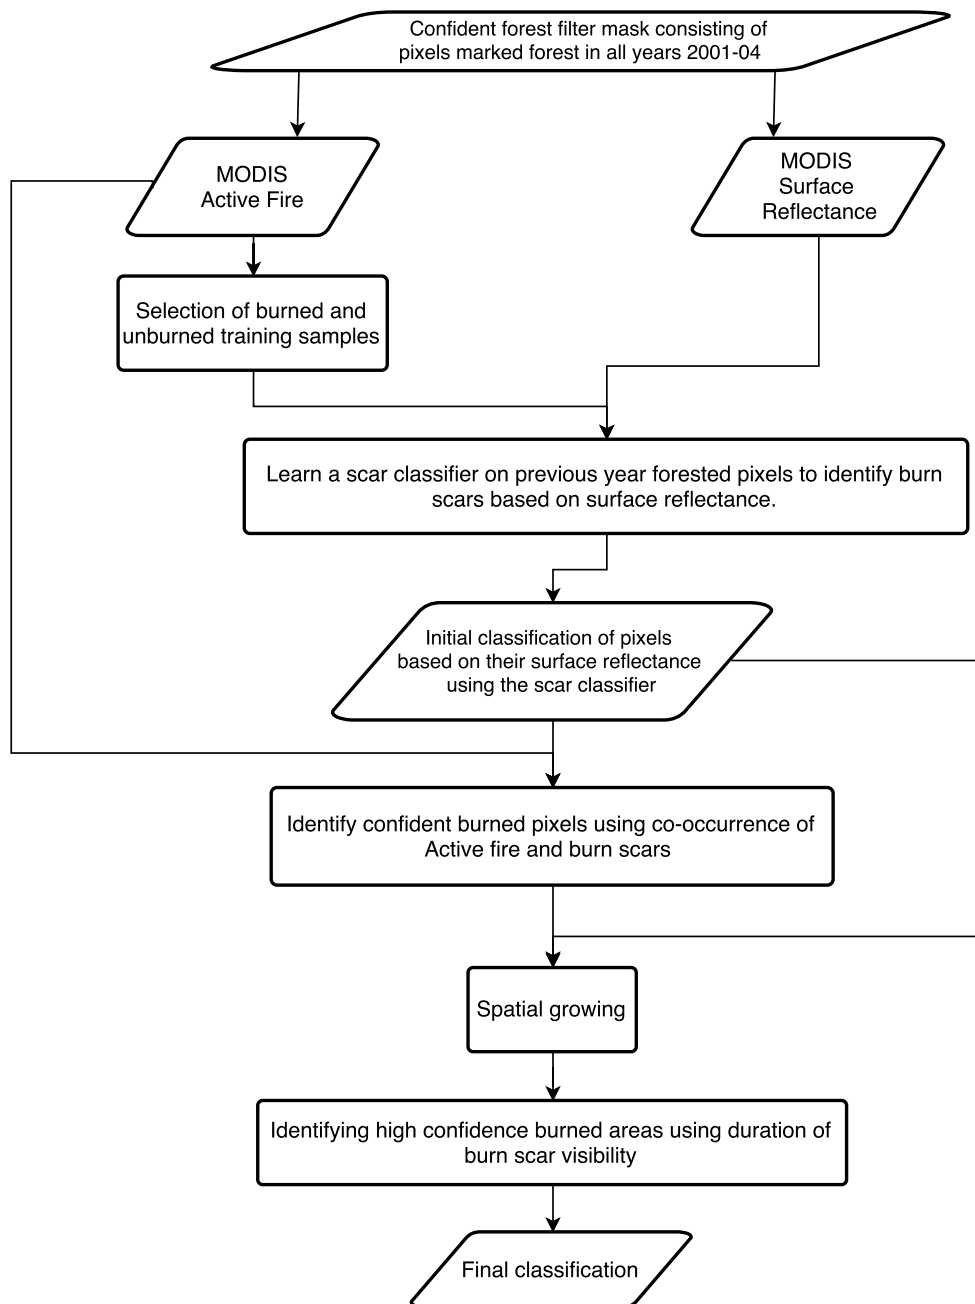 Confident forest filter mask consisting of
pixels marked forest in all years 2001-04
MODIS
Active Fire
MODIS
Surface
Reflectance
Selection of burned and
unburned training samples
Learn a scar classifier on previous year forested pixels to identify burn
scars based on surface reflectance.
Initial classification of pixels
based on their surface reflectance
using the scar classifier
Identify confident burned pixels using co-occurrence of
Active fire and burn scars
Spatial growing
Identifying high confidence burned areas using duration of
burn scar visibility
Final classification